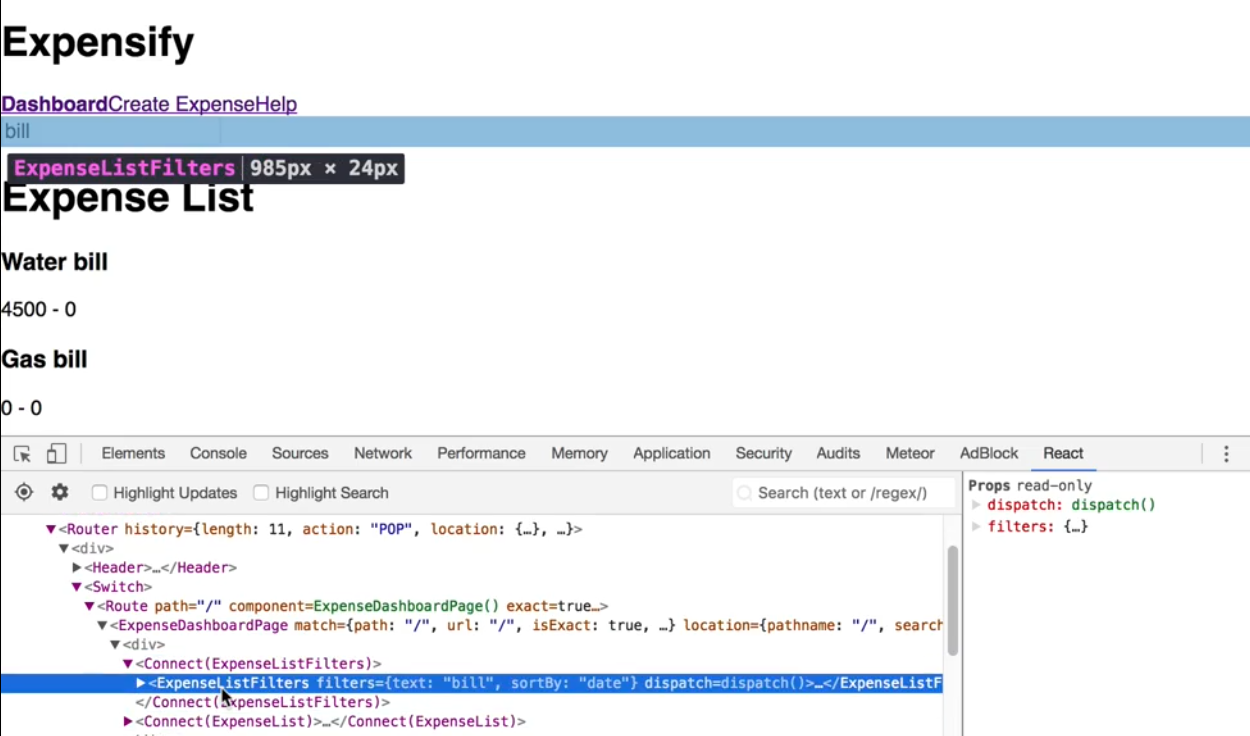 Expensify
DashboardCreate ExpenseHelp
bill
ExpenseListFilters 985px × 24px
Expense List
Water bill
4500 - 0
Gas bill
0 - 0
Elements Console Sources Network Performance Memory Application Security Audits Meteor AdBlock React
Highlight Updates Highlight Search Search (text or /regex/)
Props read-only
dispatch: dispatch()
filters: {…}
<Router history={length: 11, action: "POP", location: {…}, …}>
<div>
<Header>…</Header>
<Switch>
<Route path="/" component=ExpenseDashboardPage() exact=true…>
<ExpenseDashboardPage match={path: "/", url: "/", isExact: true, …} location={pathname: "/", search
<div>
<Connect(ExpenseListFilters)>
<ExpenseListFilters filters={text: "bill", sortBy: "date"} dispatch=dispatch()>…</ExpenseListF
</Connect(ExpenseListFilters)>
<Connect(ExpenseList)>…</Connect(ExpenseList)>